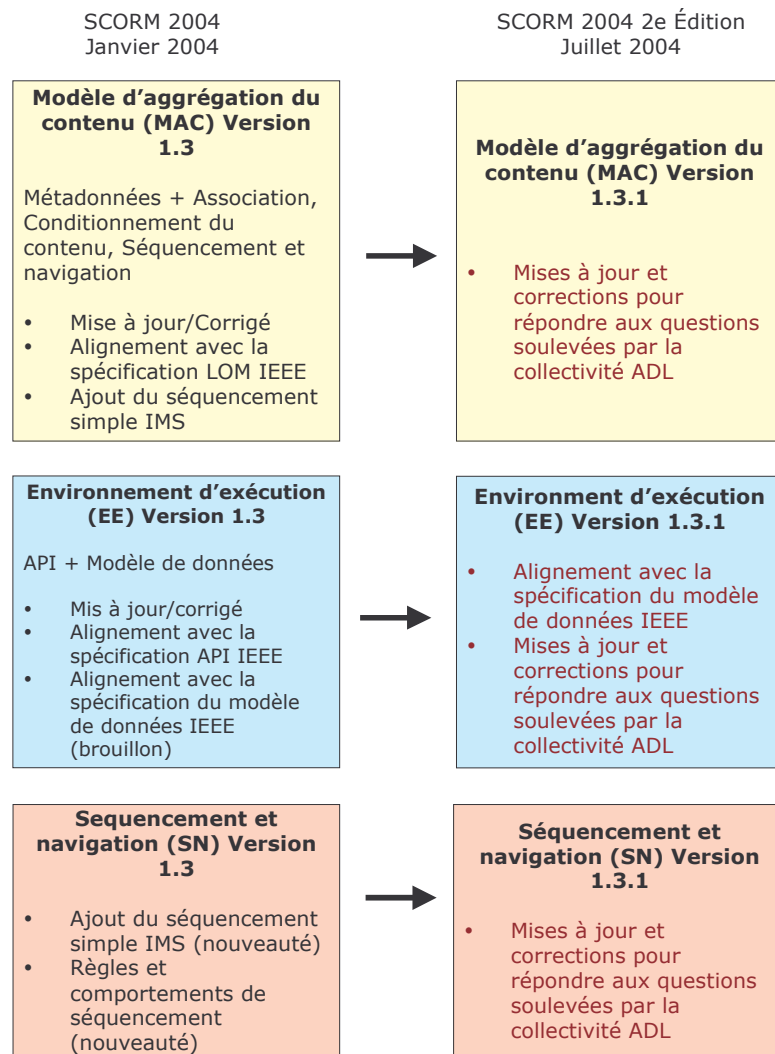 SCORM 2004
Janvier 2004
SCORM 2004 2e Édition
Juillet 2004
Modèle d'aggrégation du
contenu (MAC) Version
1.3
Métadonnées + Association,
Conditionnement du
contenu, Séquencement et
navigation
• Mise à jour/Corrigé
• Alignement avec la
spécification LOM IEEE
• Ajout du séquencement
simple IMS
Modèle d'aggrégation du
contenu (MAC) Version
1.3.1
• Mises à jour et
corrections pour
répondre aux questions
soulevées par la
collectivité ADL
Environnement d'exécution
(EE) Version 1.3
API + Modèle de données
• Mis à jour/corrigé
• Alignement avec la
spécification API IEEE
• Alignement avec la
spécification du modèle
de données IEEE
(brouillon)
Environment d'exécution
(EE) Version 1.3.1
• Alignement avec la
spécification du modèle
de données IEEE
• Mises à jour et
corrections pour
répondre aux questions
soulevées par la
collectivité ADL
Sequencement et
navigation (SN) Version
1.3
• Ajout du séquencement
simple IMS (nouveauté)
• Règles et
comportements de
séquencement
(nouveauté)
Séquencement et
navigation (SN) Version
1.3.1
• Mises à jour et
corrections pour
répondre aux questions
soulevées par la
collectivité ADL